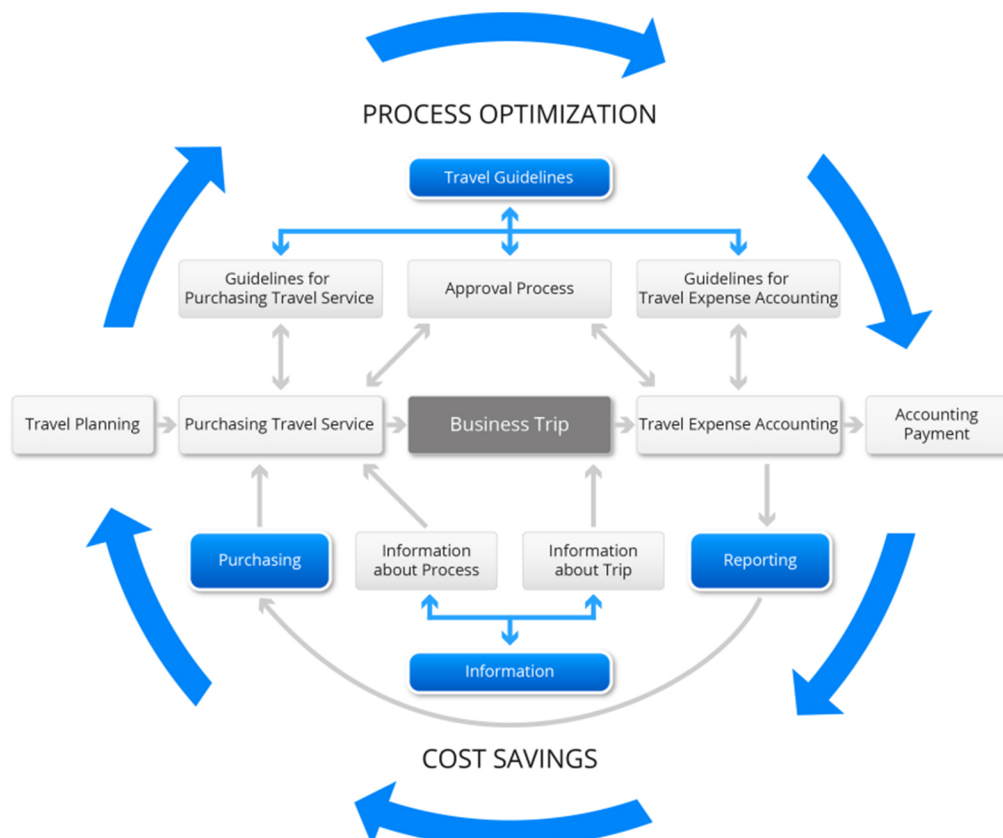 PROCESS OPTIMIZATION
Travel Guidelines
Guidelines for
Purchasing Travel Service
Approval Process
Guidelines for
Travel Expense Accounting
Travel Planning
Purchasing Travel Service
Business Trip
Travel Expense Accounting
Accounting
Payment
Purchasing
Information
about Process
Information
about Trip
Reporting
Information
COST SAVINGS